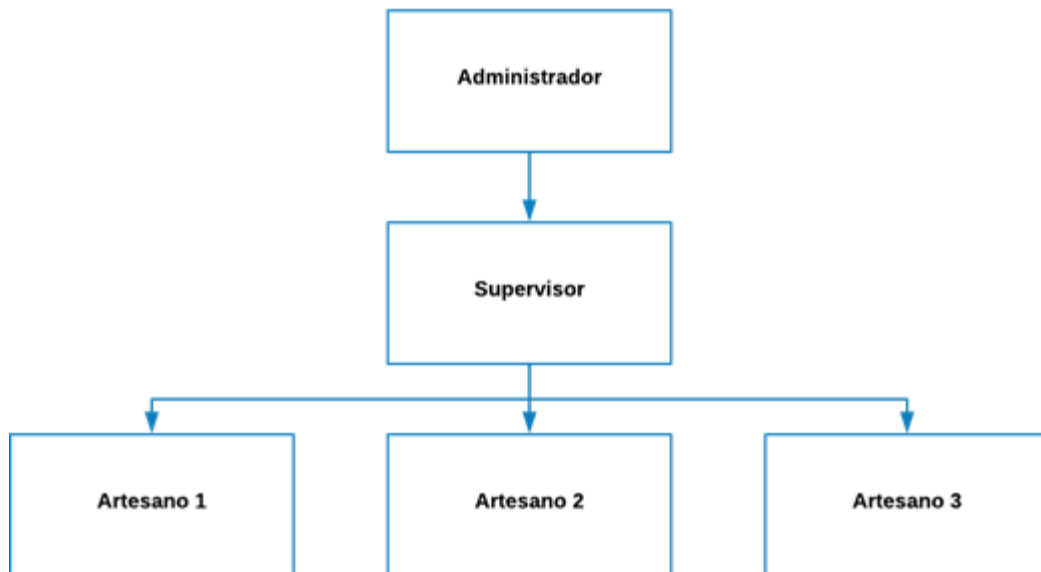 Administrador
Supervisor
Artesano 1
Artesano 2
Artesano 3